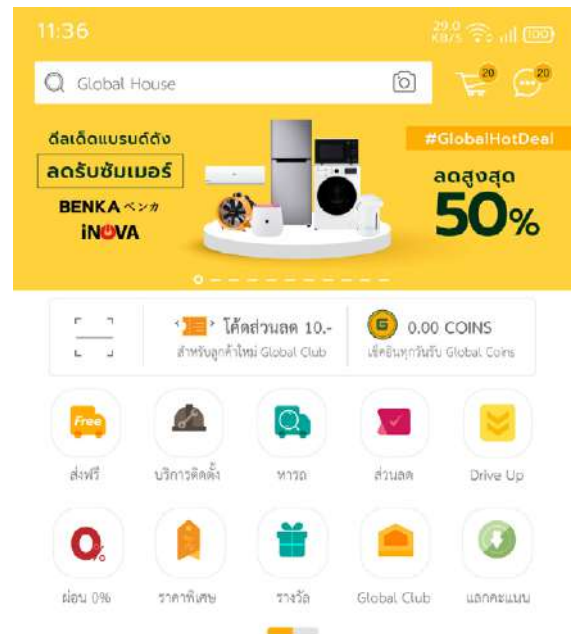 11:36
29.0 KB/S 100
Global House
20
20
ดีลเด็ดแบรนด์ดัง
ลดรับซัมเมอร์
BENKA ベンカ
iNOVA
#GlobalHotDeal
ลดสูงสุด
50%
โค้ดส่วนลด 10.-
สำหรับลูกค้าใหม่ Global Club
G
0.00 COINS
เช็คอินทุกวันรับ Global Coins
Free
ส่งฟรี
บริการติดตั้ง
หารถ
ส่วนลด
Drive Up
0%
ผ่อน 0%
ราคาพิเศษ
รางวัล
Global Club
แลกคะแนน